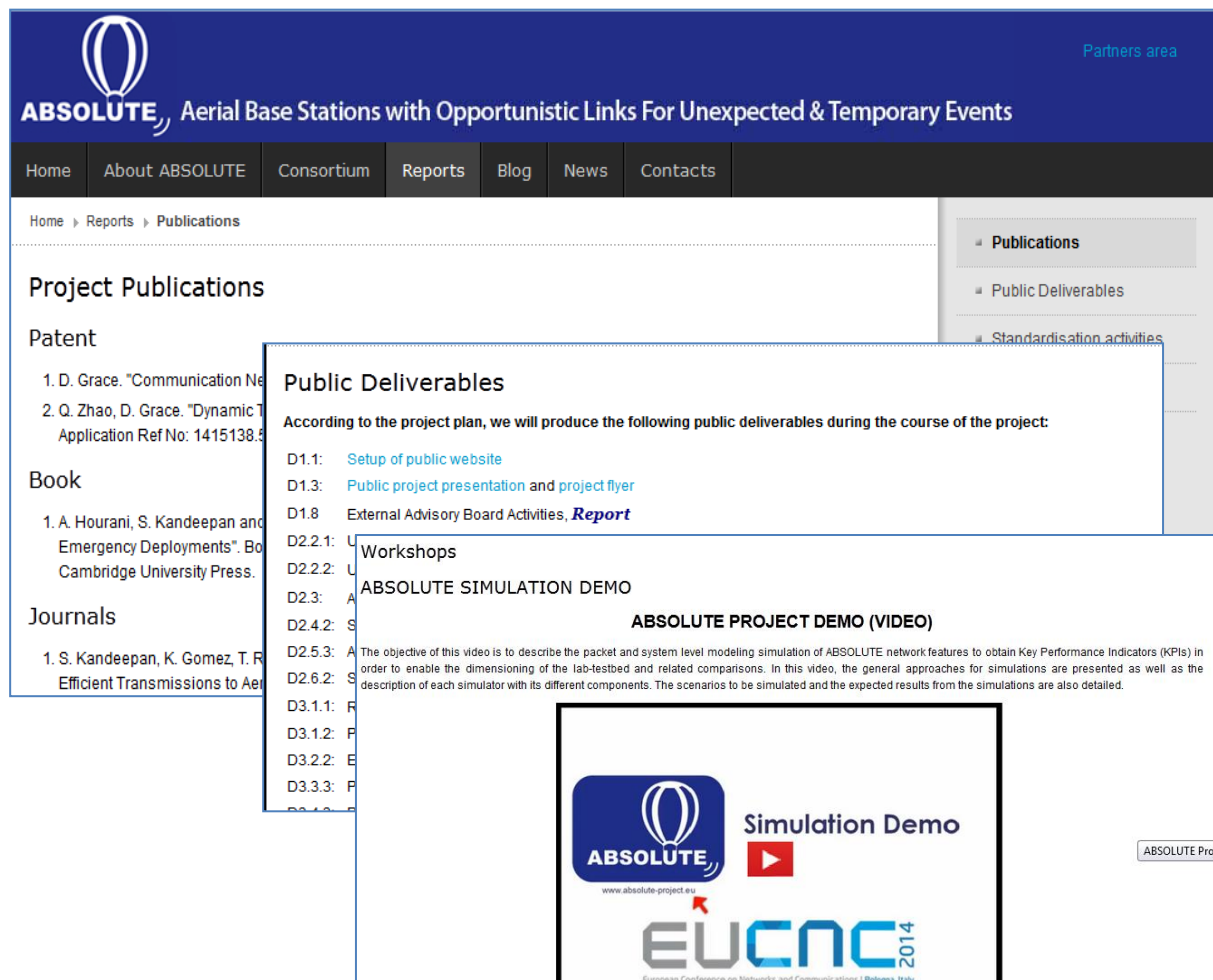 Partners area
ABSOLUTE
Aerial Base Stations with Opportunistic Links For Unexpected & Temporary Events
Home About ABSOLUTE Consortium Reports Blog News Contacts
Home Reports Publications
Project Publications
Patent
1. D. Grace. "Communication Ne
2. Q. Zhao, D. Grace. "Dynamic T
Application Ref No: 1415138.5
Book
1. A. Hourani, S. Kandeepan and
Emergency Deployments". Bo
Cambridge University Press.
Journals
1. S. Kandeepan, K. Gomez, T. R
Efficient Transmissions to Aer
Publications
Public Deliverables
Standardisation activities
Public Deliverables
According to the project plan, we will produce the following public deliverables during the course of the project:
D1.1: Setup of public website
D1.3: Public project presentation and project flyer
D1.8 External Advisory Board Activities, Report
D2.2.1: U
D2.2.2: U
D2.3: A
D2.4.2: S
D2.5.3: A
D2.6.2: S
D3.1.1: R
D3.1.2: P
D3.2.2: E
D3.3.3: P
Workshops
ABSOLUTE SIMULATION DEMO
ABSOLUTE PROJECT DEMO (VIDEO)
The objective of this video is to describe the packet and system level modeling simulation of ABSOLUTE network features to obtain Key Performance Indicators (KPIs) in
order to enable the dimensioning of the lab-testbed and related comparisons. In this video, the general approaches for simulations are presented as well as the
description of each simulator with its different components. The scenarios to be simulated and the expected results from the simulations are also detailed.
ABSOLUTE
www.absolute-project.eu
Simulation Demo
EUCNC 2014
European Conference on Networks and Communications | Bologna, Italy
ABSOLUTE Pro